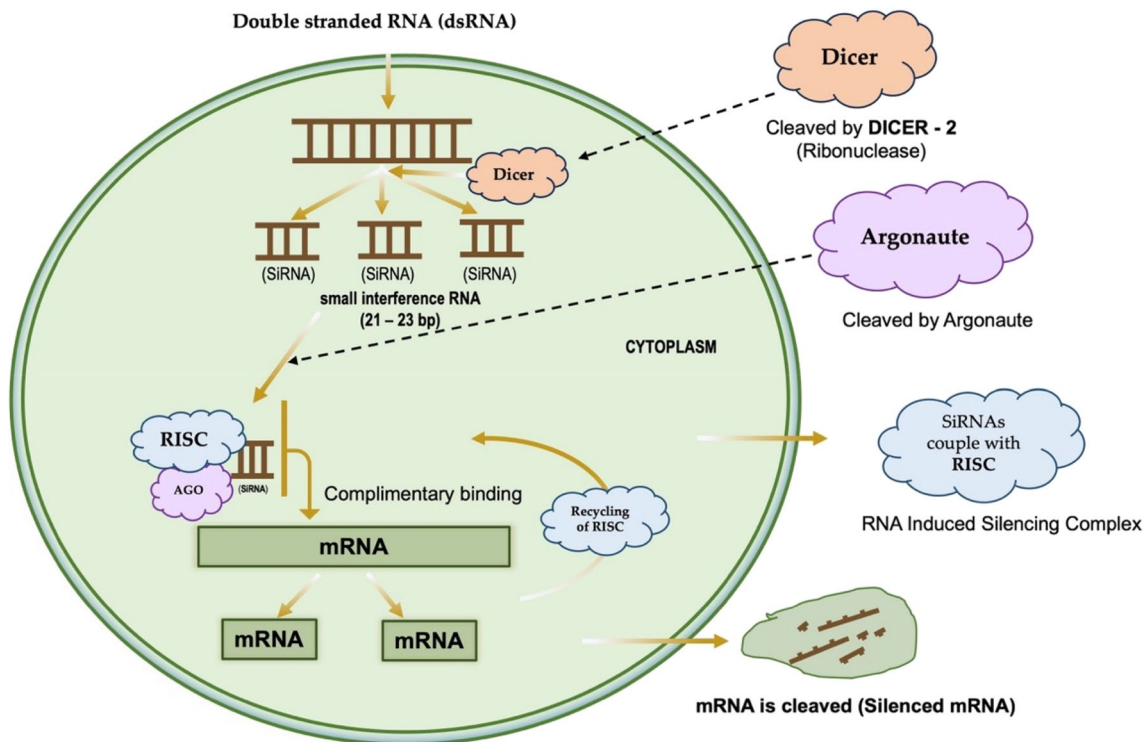 Double stranded RNA (dsRNA)
Dicer
Cleaved by DICER - 2
(Ribonuclease)
Dicer
Argonaute
Cleaved by Argonaute
(SiRNA)
(SiRNA)
(SiRNA)
small interference RNA
(21 – 23 bp)
CYTOPLASM
RISC
AGO
(SiRNA)
Complimentary binding
Recycling
of RISC
SiRNAs
couple with
RISC
RNA Induced Silencing Complex
mRNA
mRNA
mRNA
mRNA is cleaved (Silenced mRNA)